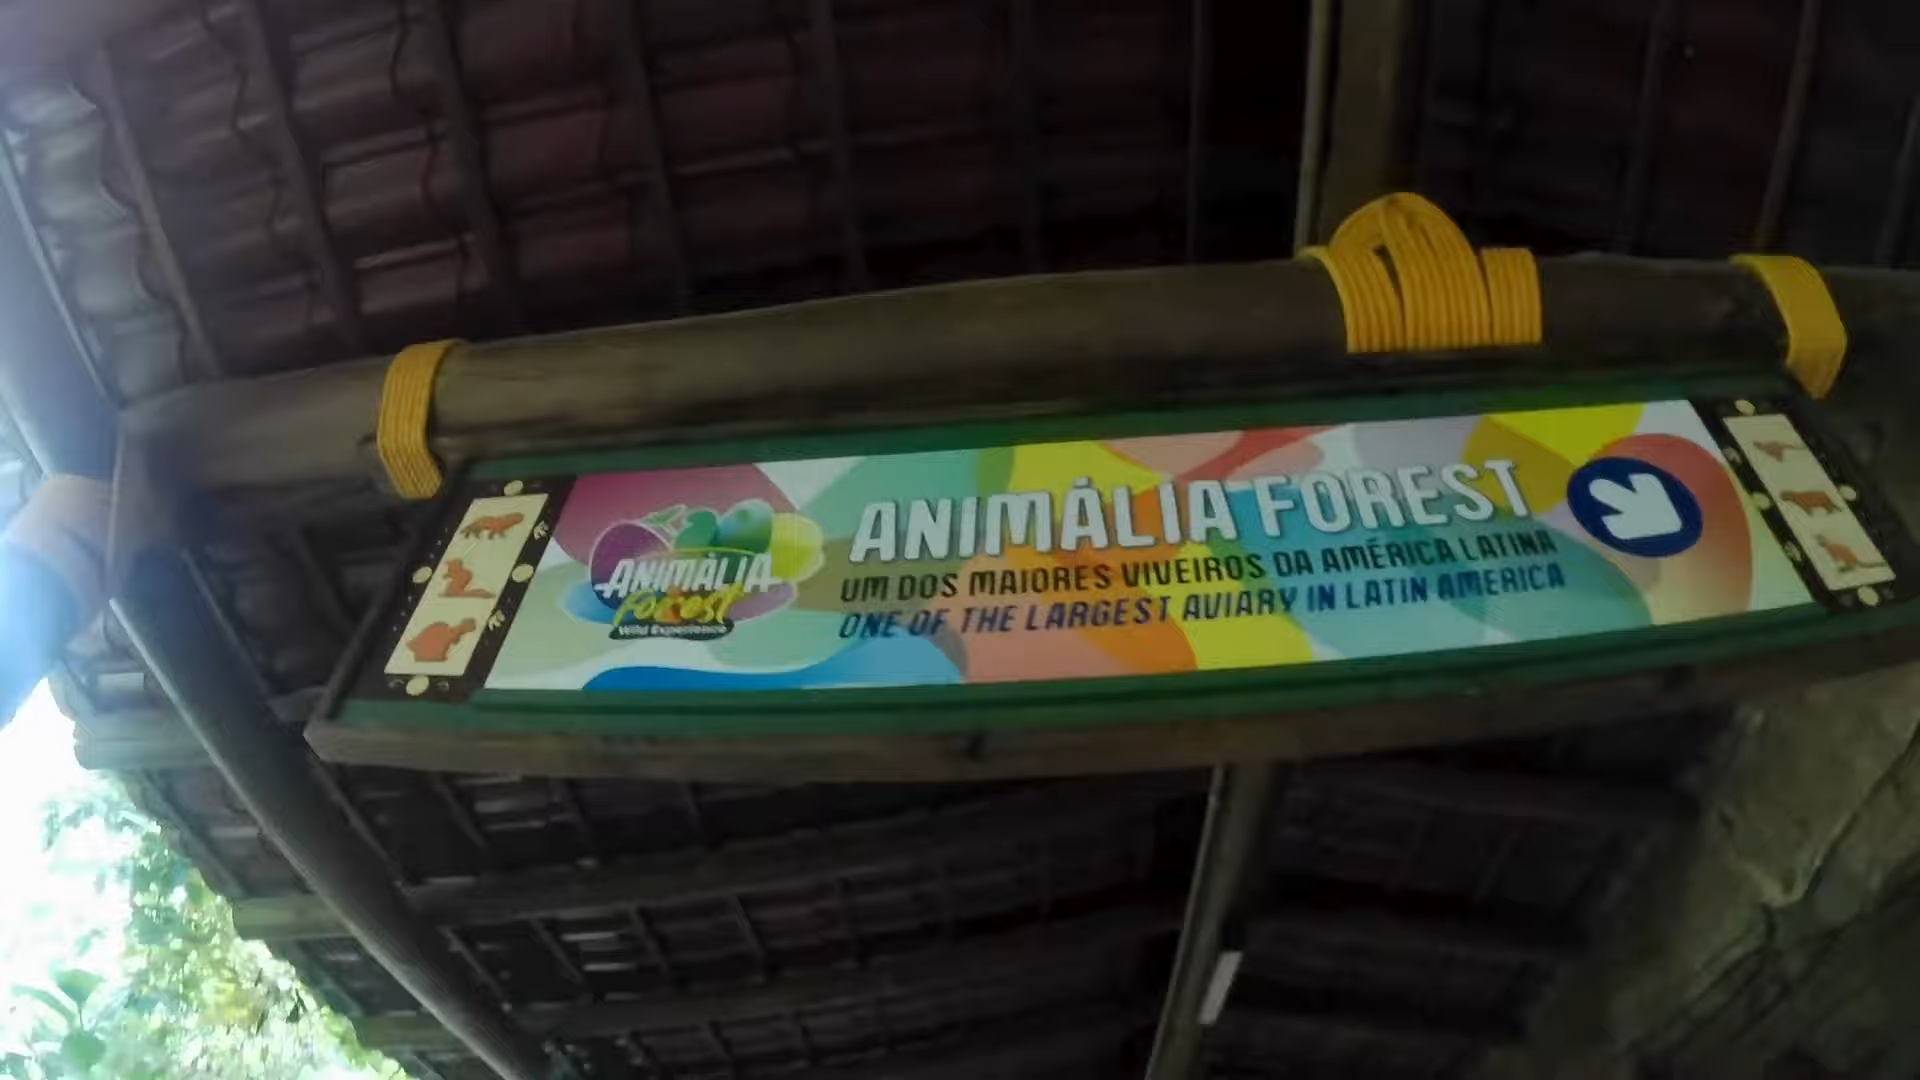 ANIMÀLIA
forest
Wild Experience
ANIMÁLIA FOREST
UM DOS MAIORES VIVEIROS DA AMÉRICA LATINA
ONE OF THE LARGEST AVIARY IN LATIN AMERICA